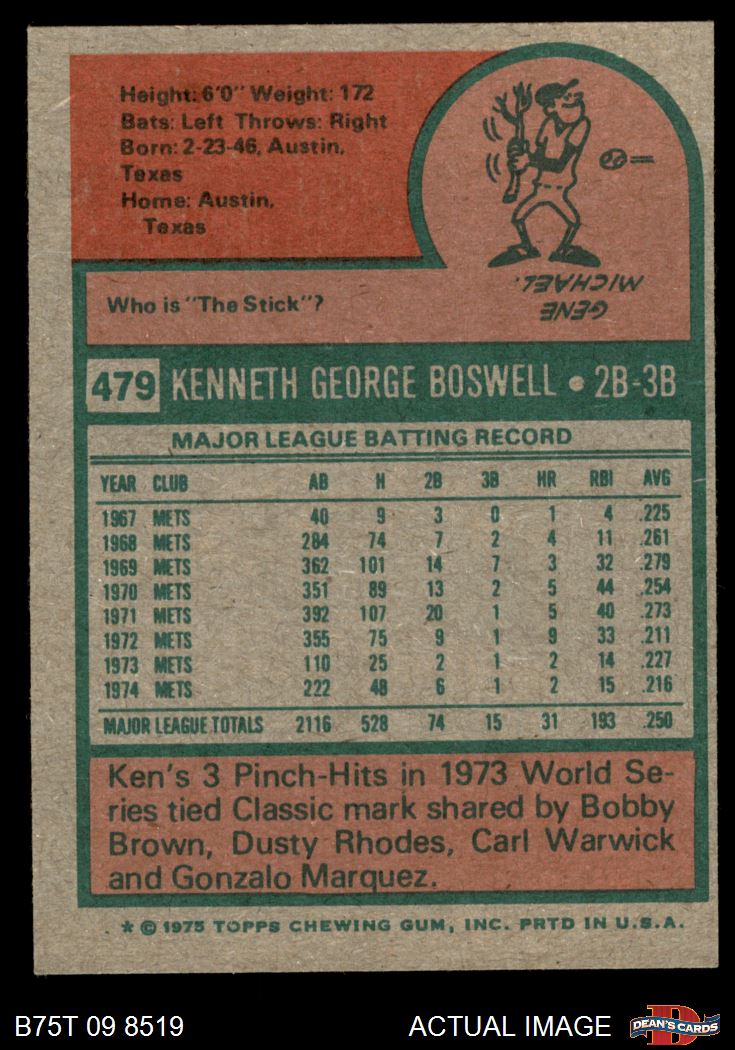 Height: 6'0" Weight: 172
Bats: Left Throws: Right
Born: 2-23-46, Austin,
Texas
Home: Austin,
Texas
Who is "The Stick"?
GENE
MICHAEL.
479 KENNETH GEORGE BOSWELL • 2B-3B
MAJOR LEAGUE BATTING RECORD
YEAR CLUB AB H 2B 3B HR RBI AVG
1967 METS 40 9 3 0 1 4 .225
1968 METS 284 74 7 2 4 11 .261
1969 METS 362 101 14 7 3 32 .279
1970 METS 351 89 13 2 5 44 .254
1971 METS 392 107 20 1 5 40 .273
1972 METS 355 75 9 1 9 33 .211
1973 METS 110 25 2 1 2 14 .227
1974 METS 222 48 6 1 2 15 .216
MAJOR LEAGUE TOTALS 2116 528 74 15 31 193 .250
Ken's 3 Pinch-Hits in 1973 World Se-
ries tied Classic mark shared by Bobby
Brown, Dusty Rhodes, Carl Warwick
and Gonzalo Marquez.
* © 1975 TOPPS CHEWING GUM, INC. PRTD IN U.S.A.
B75T 09 8519 ACTUAL IMAGE D DEAN'S CARDS